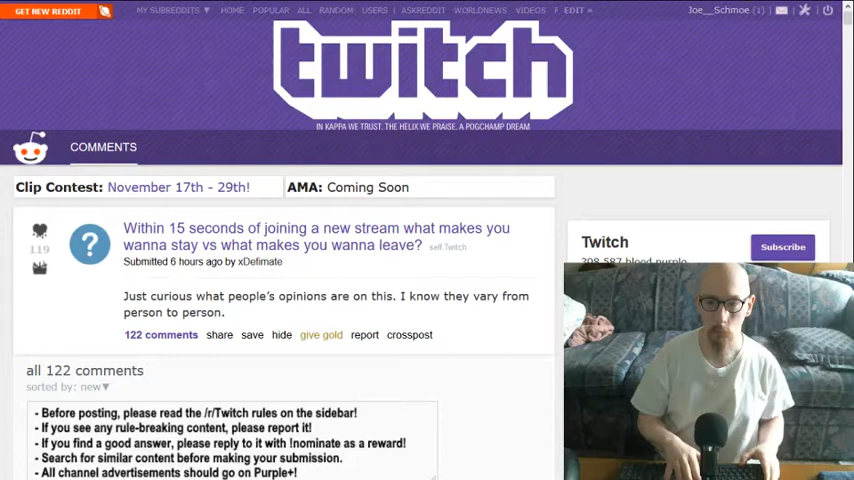 GET NEW REDDIT
MY SUBREDDITS ▼ HOME POPULAR ALL RANDOM USERS | ASKREDDIT WORLDNEWS VIDEOS F EDIT »
Joe__Schmoe (1)
twitch
IN KAPPA WE TRUST, THE HELIX WE PRAISE, A POGCHAMP DREAM
COMMENTS
Clip Contest: November 17th - 29th!
AMA: Coming Soon
119
?
Within 15 seconds of joining a new stream what makes you
wanna stay vs what makes you wanna leave? self.Twitch
Submitted 6 hours ago by xDefimate
Just curious what people's opinions are on this. I know they vary from
person to person.
122 comments share save hide give gold report crosspost
Twitch
Subscribe
398,587 blood purple
all 122 comments
sorted by: new▼
- Before posting, please read the /r/Twitch rules on the sidebar!
- If you see any rule-breaking content, please report it!
- If you find a good answer, please reply to it with !nominate as a reward!
- Search for similar content before making your submission.
- All channel advertisements should go on Purple+!